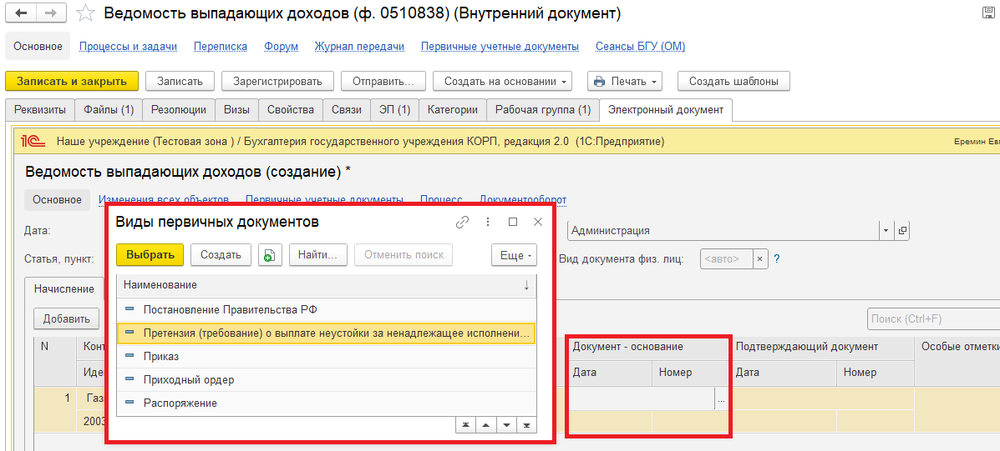 Ведомость выпадающих доходов (ф. 0510838) (Внутренний документ)
Основное Процессы и задачи Переписка Форум Журнал передачи Первичные учетные документы Сеансы БГУ (ОМ)
Записать и закрыть Записать Зарегистрировать Отправить... Создать на основании Печать Создать шаблоны
Реквизиты Файлы (1) Резолюции Визы Свойства Связи ЭП (1) Категории Рабочая группа (1) Электронный документ
1С Наше учреждение (Тестовая зона ) / Бухгалтерия государственного учреждения КОРП, редакция 2.0 (1С:Предприятие) Еремин Евг
Ведомость выпадающих доходов (создание) *
Основное Изменения всех объектов Первичные учетные документы Процесс Документооборот
Виды первичных документов
Дата: Администрация
Выбрать Создать Найти... Отменить поиск Еще
Статья, пункт: Вид документа физ. лиц: <авто> × ?
Наименование ↓
Начисление
Постановление Правительства РФ
Добавить Поиск (Ctrl+F)
Претензия (требование) о выплате неустойки за ненадлежащее исполнени...
N Конт Документ - основание Подтверждающий документ Особые отметки
Приказ
Иде Дата Номер Дата Номер
Приходный ордер
1 Газ ...
Распоряжение
2003